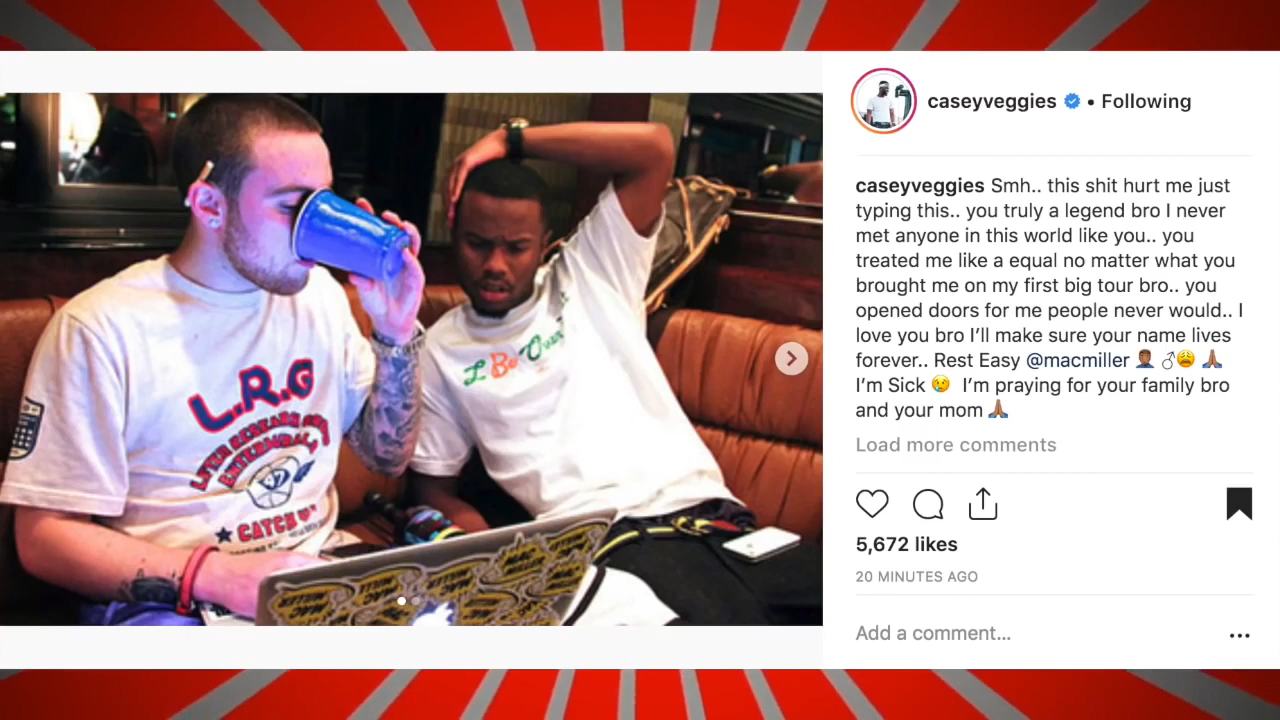 caseyveggies • Following
caseyveggies Smh.. this shit hurt me just
typing this.. you truly a legend bro I never
met anyone in this world like you.. you
treated me like a equal no matter what you
brought me on my first big tour bro.. you
opened doors for me people never would.. I
love you bro I’ll make sure your name lives
forever.. Rest Easy @macmiller 🤦🏾 ♂😩 🙏🏾
I’m Sick 😢 I’m praying for your family bro
and your mom 🙏🏾
Load more comments
5,672 likes
20 MINUTES AGO
Add a comment...
L.R.G
CATCH